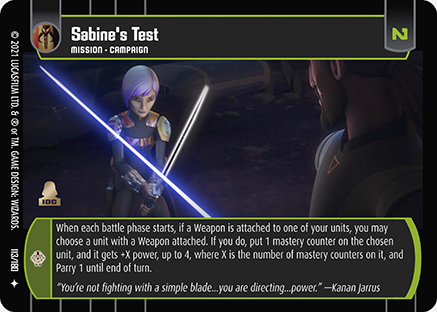 Sabine's Test
MISSION - CAMPAIGN
N
© 2021 LUCASFILM LTD. & ® or TM. GAME DESIGN: WIZARDS.
113/180
IDC
When each battle phase starts, if a Weapon is attached to one of your units, you may
choose a unit with a Weapon attached. If you do, put 1 mastery counter on the chosen
unit, and it gets +X power, up to 4, where X is the number of mastery counters on it, and
Parry 1 until end of turn.
“You're not fighting with a simple blade...you are directing...power.” —Kanan Jarrus